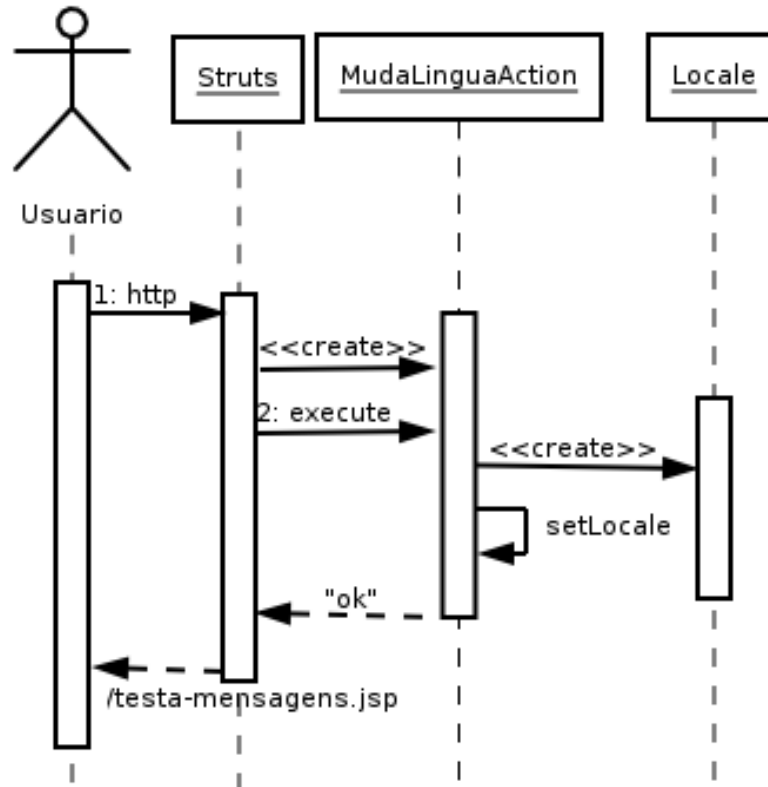 Struts
MudaLinguaAction
Locale
Usuario
1: http
<<create>>
2: execute
<<create>>
setLocale
"ok"
/testa-mensagens.jsp